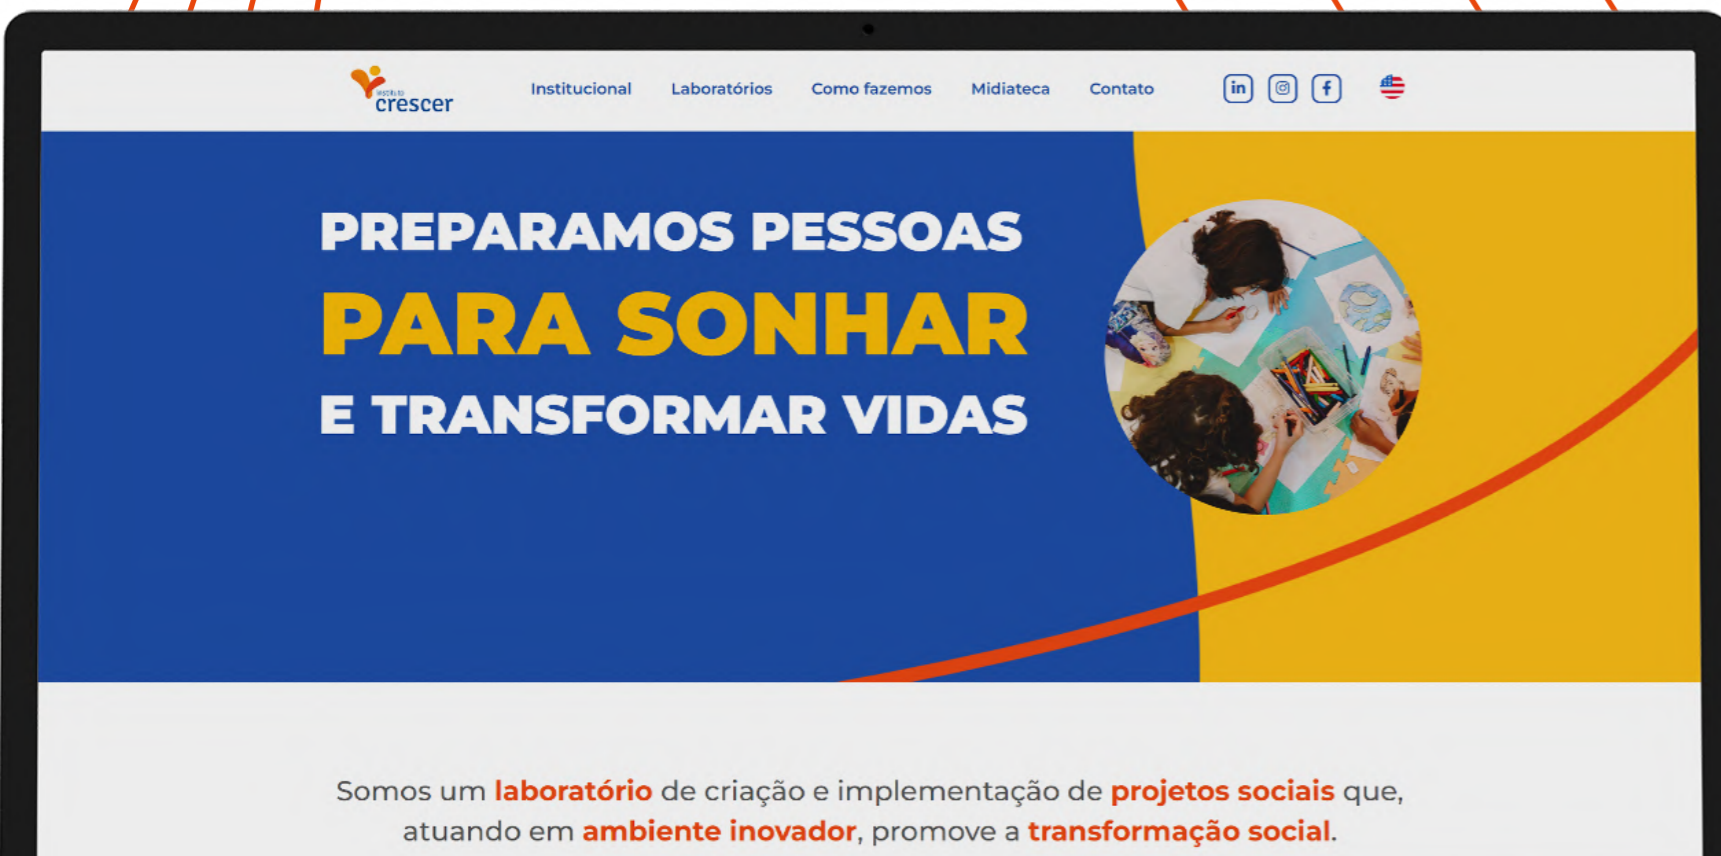 instituto
crescer
Institucional Laboratórios Como fazemos Midiateca Contato
in f
PREPARAMOS PESSOAS
PARA SONHAR
E TRANSFORMAR VIDAS
Somos um laboratório de criação e implementação de projetos sociais que,
atuando em ambiente inovador, promove a transformação social.